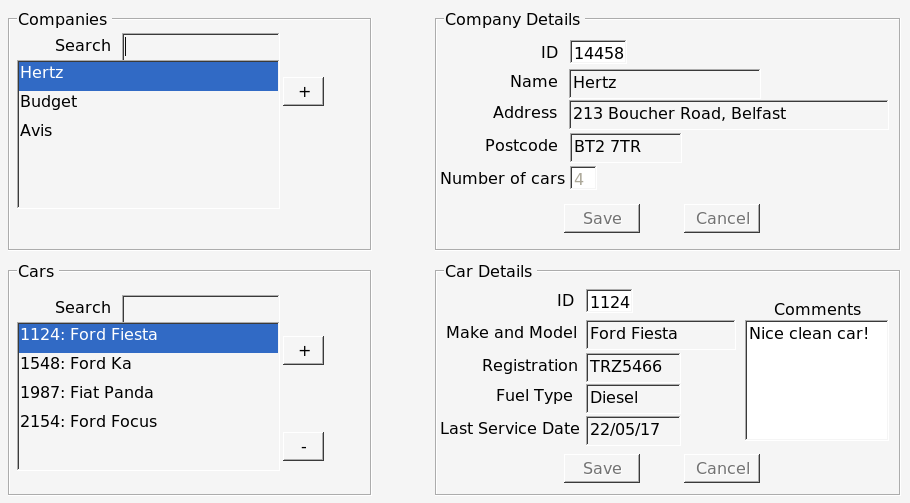 Companies
Search
Hertz
Budget
Avis
+
Company Details
ID 14458
Name Hertz
Address 213 Boucher Road, Belfast
Postcode BT2 7TR
Number of cars 4
Save Cancel
Cars
Search
1124: Ford Fiesta
1548: Ford Ka
1987: Fiat Panda
2154: Ford Focus
+
-
Car Details
ID 1124
Make and Model Ford Fiesta
Registration TRZ5466
Fuel Type Diesel
Last Service Date 22/05/17
Comments
Nice clean car!
Save Cancel